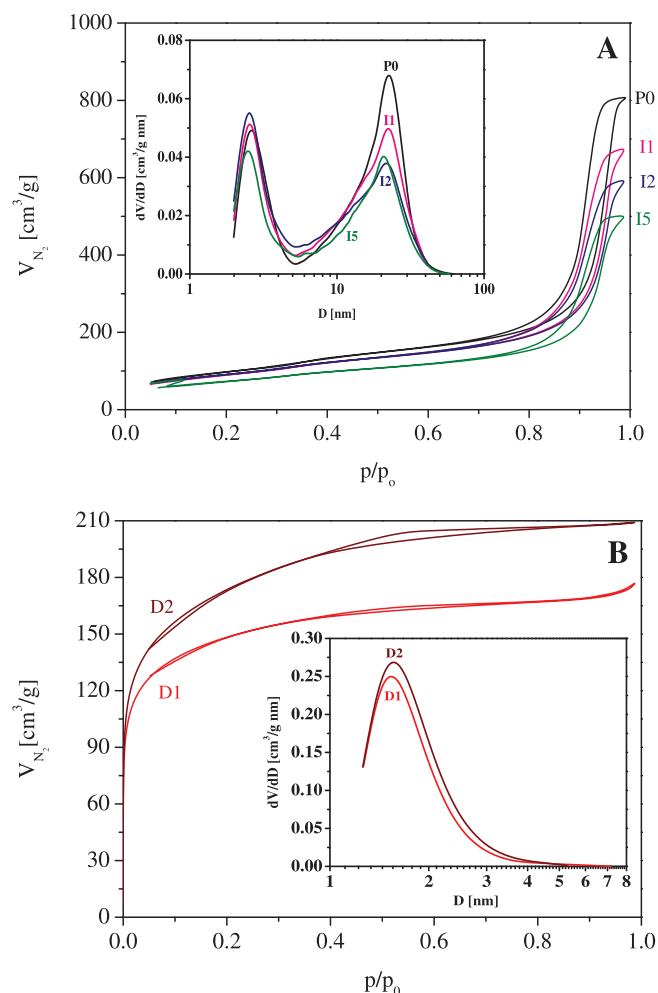 A
1000
800
600
400
200
0
V_N₂ [cm³/g]
0.0 0.2 0.4 0.6 0.8 1.0
p/p_o
P0
I1
I2
I5
0.08
0.06
0.04
0.02
0.00
dV/dD [cm³/g nm]
1 10 100
D [nm]
P0
I1
I2
I5
B
210
180
150
120
90
60
30
0
V_N₂ [cm³/g]
0.0 0.2 0.4 0.6 0.8 1.0
p/p₀
D2
D1
0.30
0.25
0.20
0.15
0.10
0.05
0.00
dV/dD [cm³/g nm]
1 2 3 4 5 6 7 8
D [nm]
D2
D1